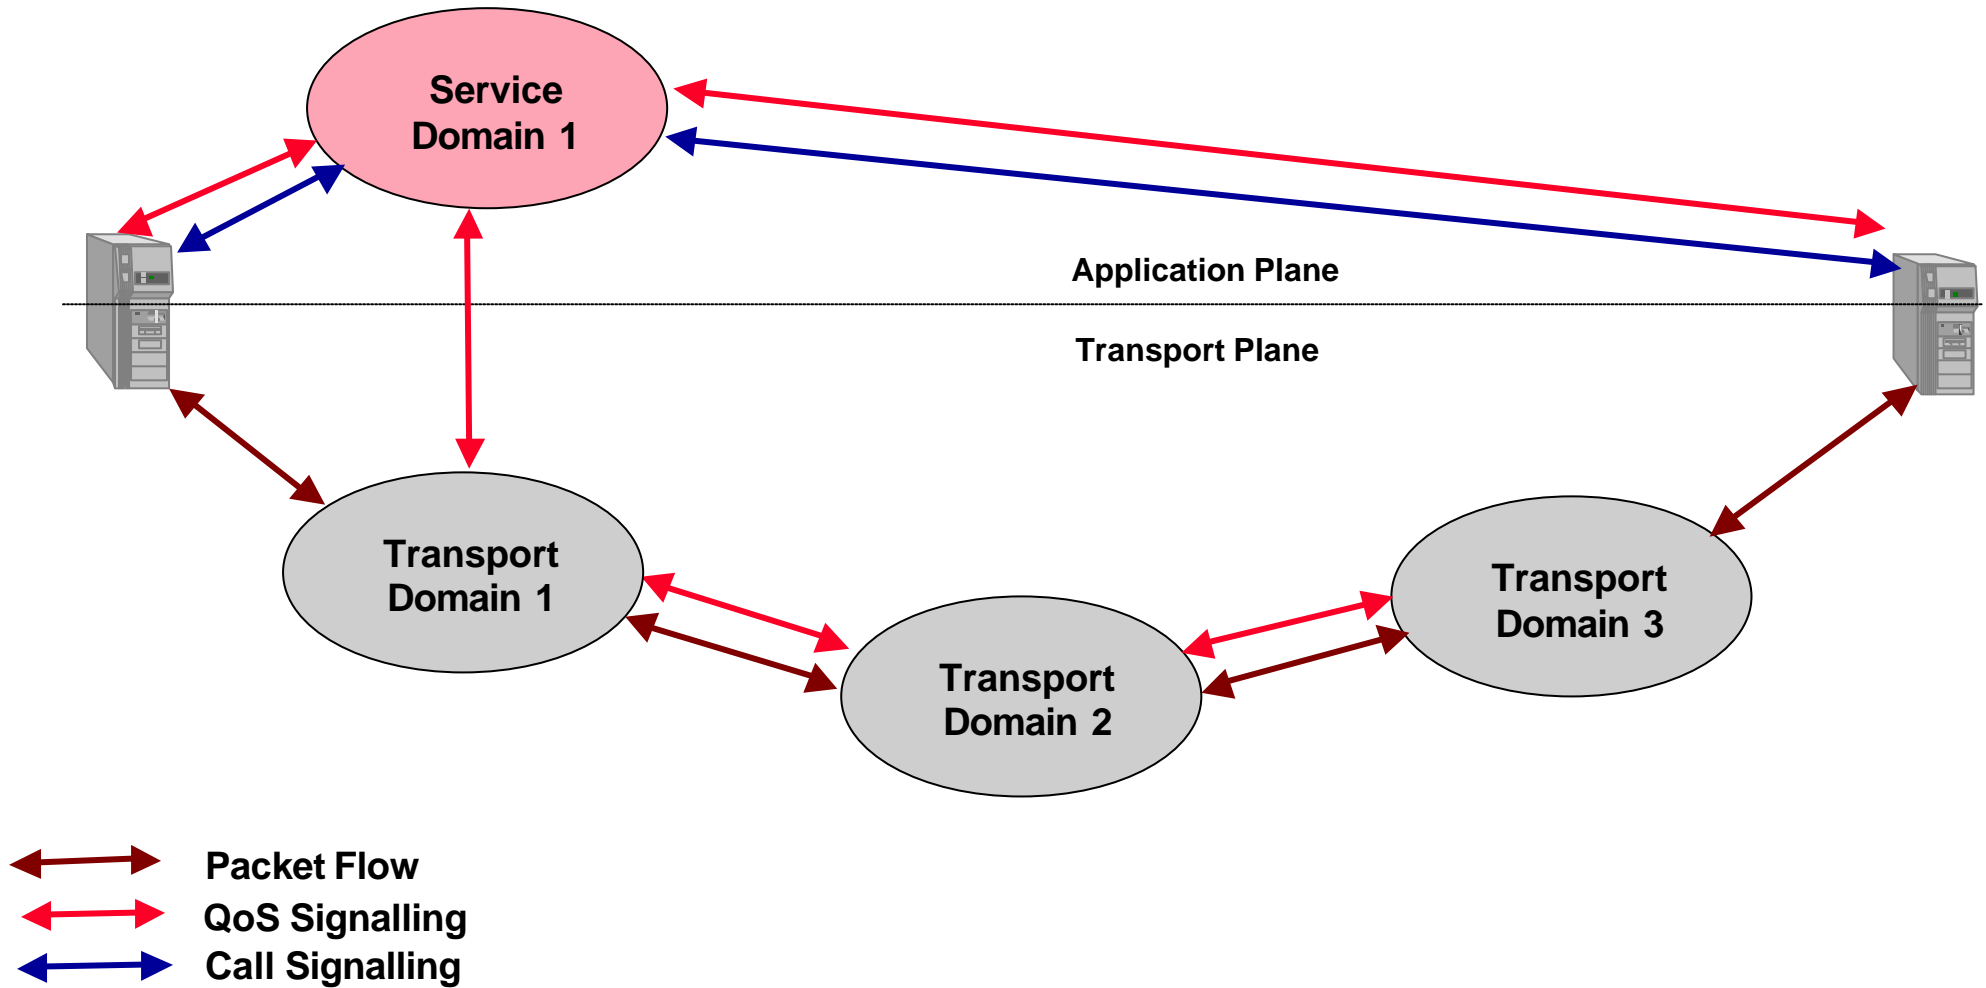 Service
Domain 1
Application Plane
Transport Plane
Transport
Domain 1
Transport
Domain 2
Transport
Domain 3
Packet Flow
QoS Signalling
Call Signalling